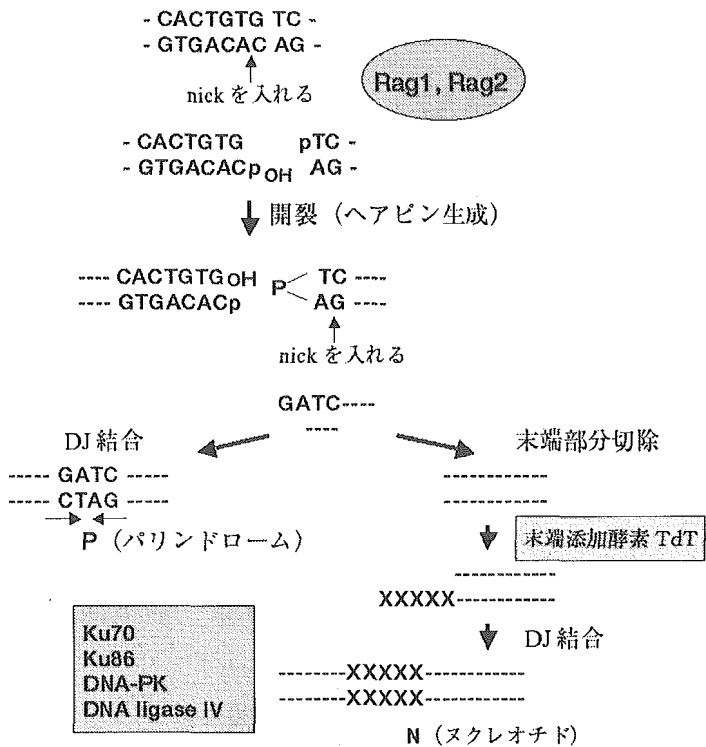 - CACTGTG TC -
- GTGACAC AG -
nick を入れる
Rag1, Rag2
- CACTGTG pTC -
- GTGACACpOH AG -
開裂（ヘアピン生成）
---- CACTGTGOH P TC ----
---- GTGACACp AG ----
nick を入れる
GATC----
----
DJ 結合
末端部分切除
----- GATC -----
----- CTAG -----
P（パリンドローム）
------------
------------
末端添加酵素 TdT
------------
XXXXX------------
DJ 結合
Ku70
Ku86
DNA-PK
DNA ligase IV
--------XXXXX------------
--------XXXXX------------
N（ヌクレオチド）